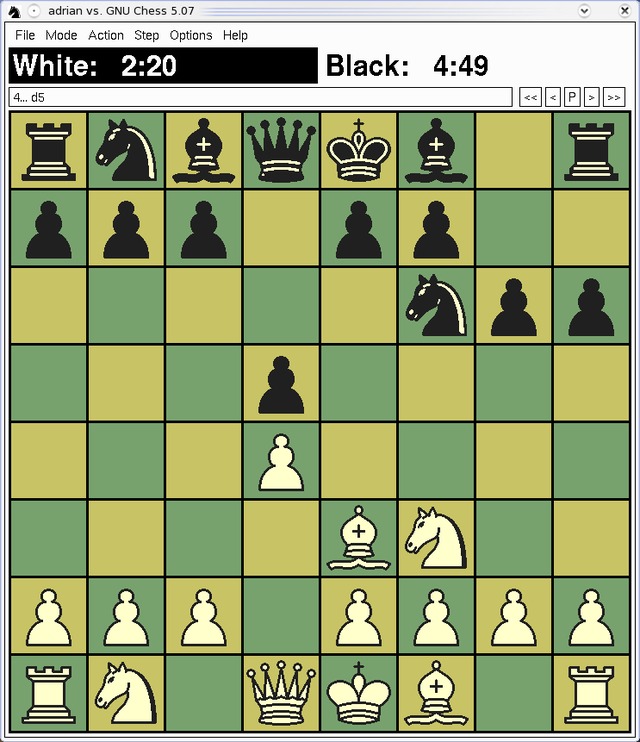 adrian vs. GNU Chess 5.07
File Mode Action Step Options Help
White: 2:20 Black: 4:49
4... d5 << < P > >>